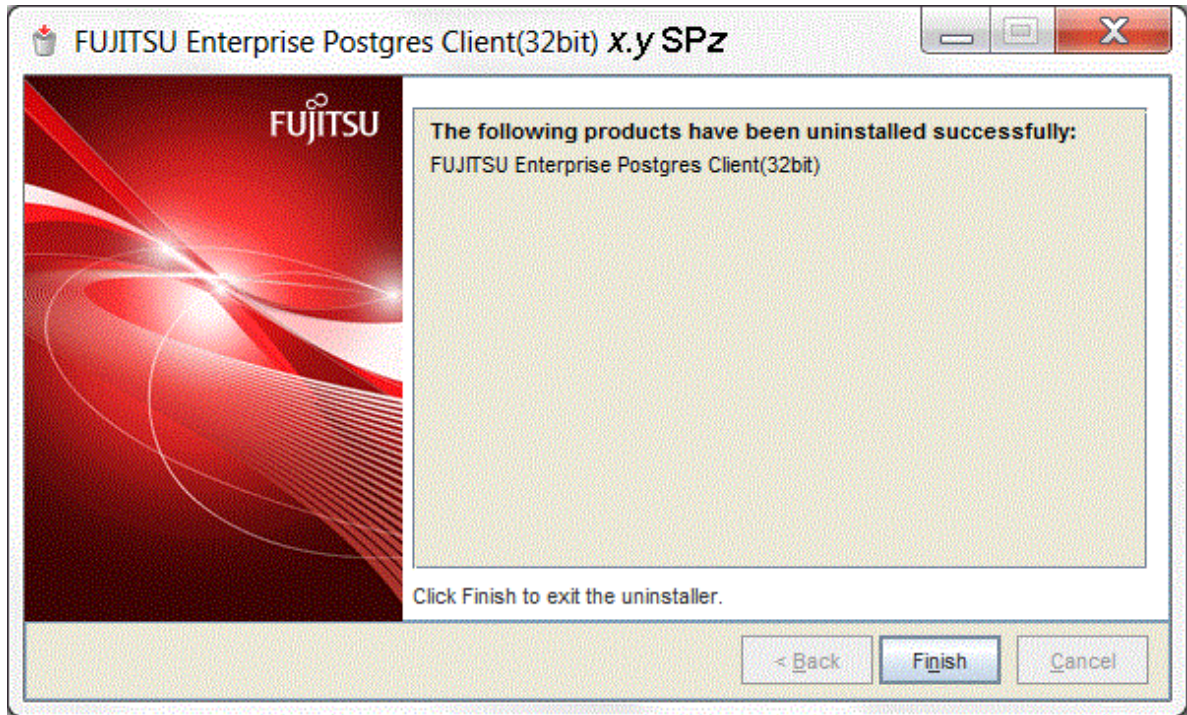 FUJITSU Enterprise Postgres Client(32bit) x.y SPz
FUJITSU
The following products have been uninstalled successfully:
FUJITSU Enterprise Postgres Client(32bit)
Click Finish to exit the uninstaller.
< Back Finish Cancel